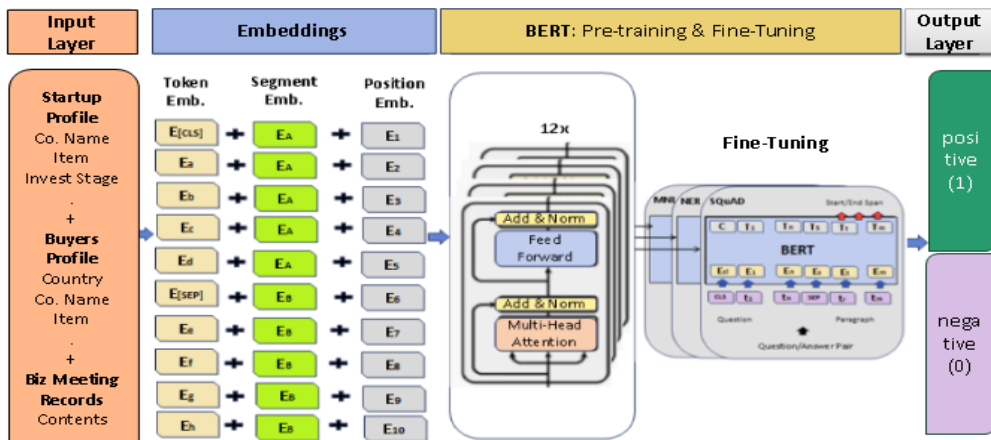 Input
Layer
Embeddings
BERT: Pre-training & Fine-Tuning
Output
Layer
Startup
Profile
Co. Name
Item
Invest Stage
.
+
Buyers
Profile
Country
Co. Name
Item
.
+
Biz Meeting
Records
Contents
Token
Emb.
Segment
Emb.
Position
Emb.
E[CLS] + EA + E1
Ea + EA + E2
Eb + EA + E3
Ec + EA + E4
Ed + EA + E5
E[SEP] + EB + E6
Ee + EB + E7
Ef + EB + E8
Eg + EB + E9
Eh + EB + E10
12x
Add & Norm
Feed
Forward
Add & Norm
Multi-Head
Attention
Fine-Tuning
MNLI NER SQuAD
Start/End Span
C T1 Tn
BERT
CLS SEP
Question Paragraph
Question/Answer Pair
posi
tive
(1)
nega
tive
(0)